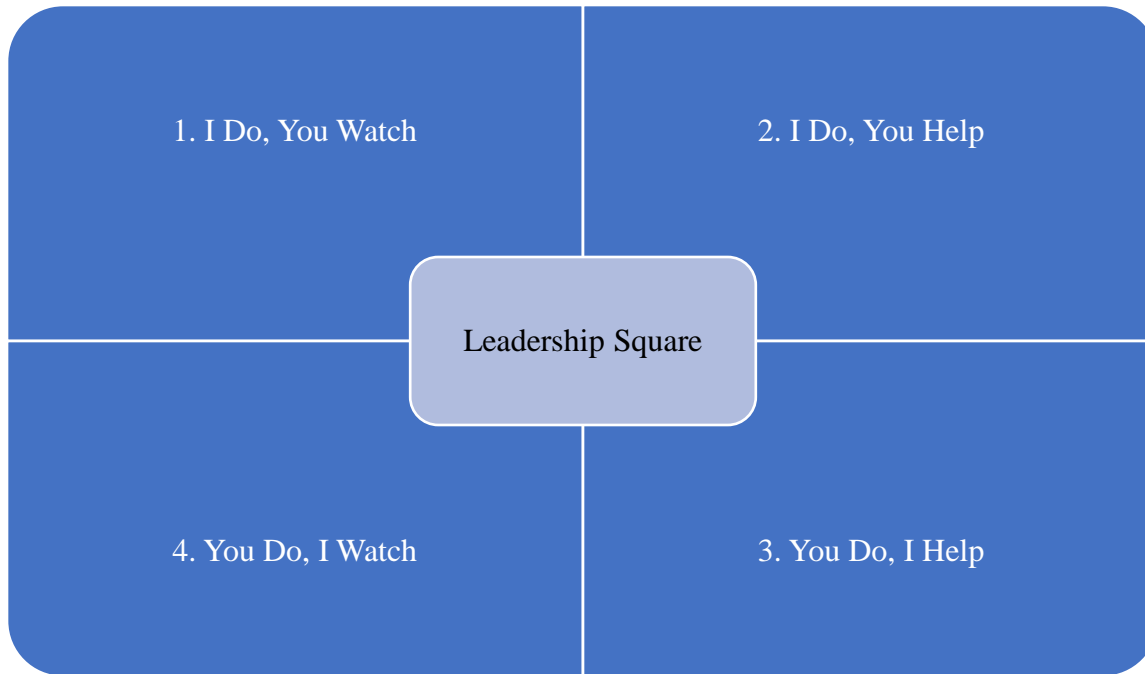 1. I Do, You Watch
2. I Do, You Help
Leadership Square
4. You Do, I Watch
3. You Do, I Help